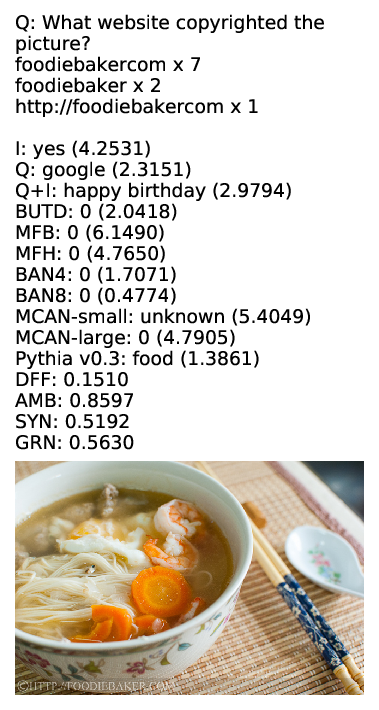 Q: What website copyrighted the
picture?
foodiebakercom x 7
foodiebaker x 2
http://foodiebakercom x 1
I: yes (4.2531)
Q: google (2.3151)
Q+I: happy birthday (2.9794)
BUTD: 0 (2.0418)
MFB: 0 (6.1490)
MFH: 0 (4.7650)
BAN4: 0 (1.7071)
BAN8: 0 (0.4774)
MCAN-small: unknown (5.4049)
MCAN-large: 0 (4.7905)
Pythia v0.3: food (1.3861)
DFF: 0.1510
AMB: 0.8597
SYN: 0.5192
GRN: 0.5630
©HTTP://FOODIEBAKER.COM